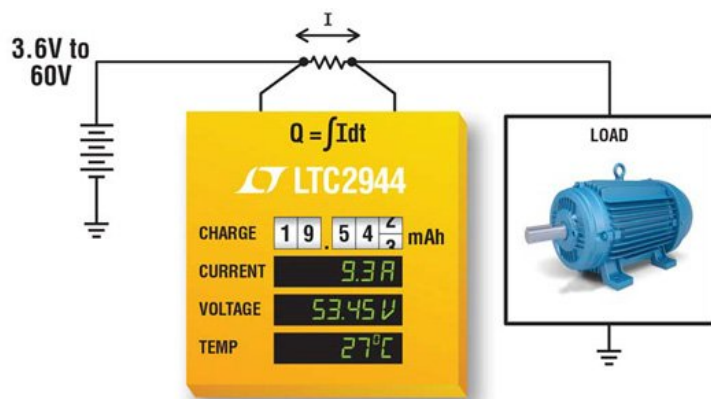 I
3.6V to
60V
Q = ∫Idt
LTC2944
LOAD
CHARGE 19.54 mAh
CURRENT 9.3A
VOLTAGE 53.45V
TEMP 27°C